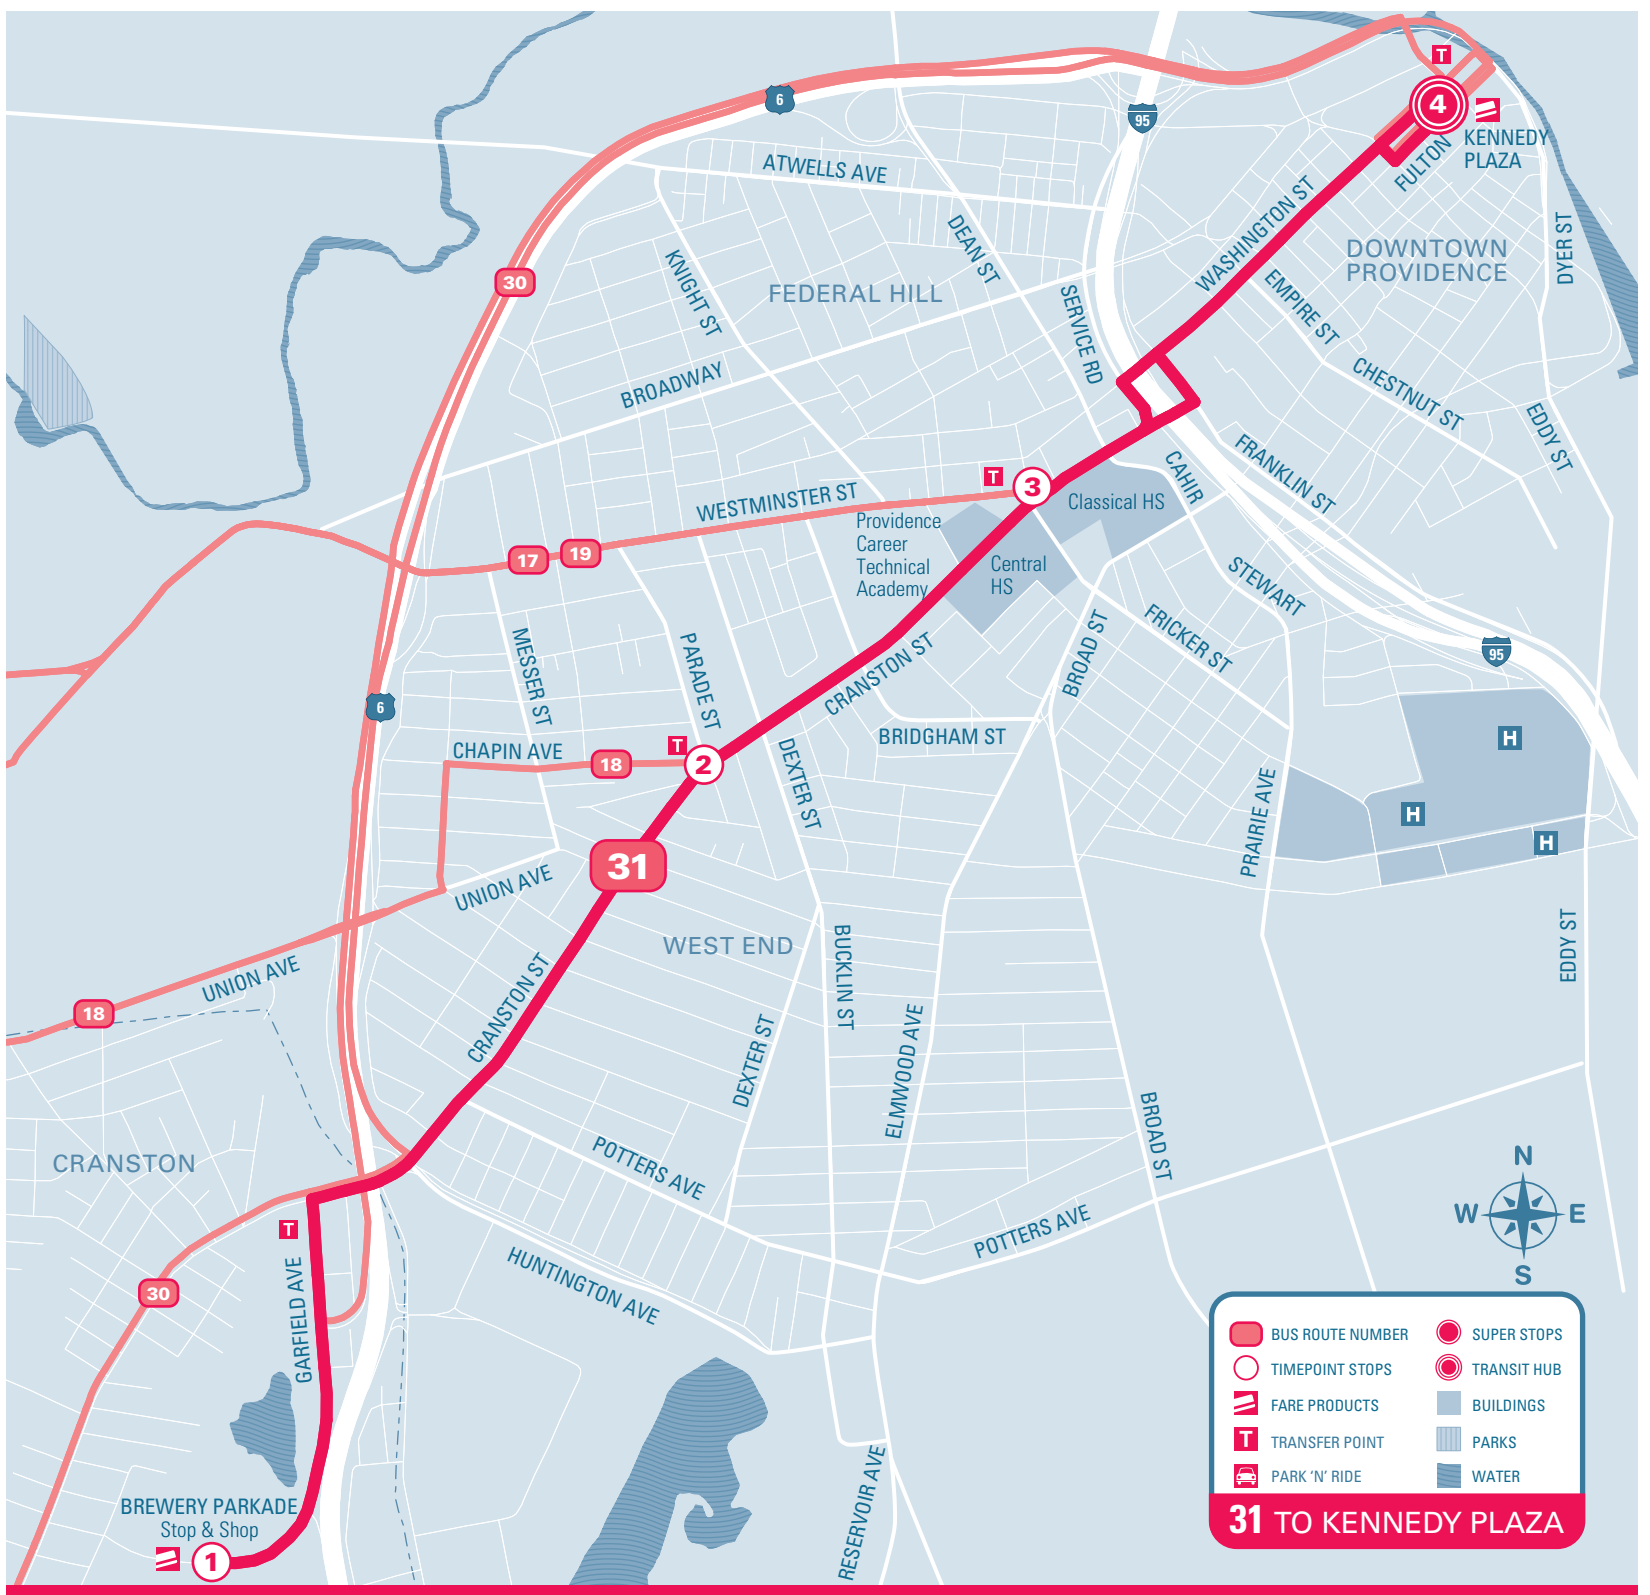 T
6
4
95
KENNEDY
PLAZA
FULTON
ATWELLS AVE
WASHINGTON ST
DEAN ST
DYER ST
DOWNTOWN
PROVIDENCE
KNIGHT ST
30
FEDERAL HILL
EMPIRE ST
SERVICE RD
BROADWAY
CHESTNUT ST
EDDY ST
FRANKLIN ST
CAHIR
T
3
WESTMINSTER ST
Classical HS
Providence
Career
Technical
Academy
17
19
Central
HS
STEWART
FRICKER ST
BROAD ST
MESSER ST
PARADE ST
CRANSTON ST
95
6
BRIDGHAM ST
H
CHAPIN AVE
18
T
2
DEXTER ST
PRAIRIE AVE
H
H
31
UNION AVE
WEST END
BUCKLIN ST
EDDY ST
UNION AVE
18
CRANSTON ST
DEXTER ST
ELMWOOD AVE
BROAD ST
CRANSTON
POTTERS AVE
POTTERS AVE
T
HUNTINGTON AVE
30
GARFIELD AVE
N
W
E
S
BREWERY PARKADE
Stop & Shop
1
RESERVOIR AVE
BUS ROUTE NUMBER
SUPER STOPS
TIMEPOINT STOPS
TRANSIT HUB
FARE PRODUCTS
BUILDINGS
T TRANSFER POINT
PARKS
PARK 'N' RIDE
WATER
31 TO KENNEDY PLAZA